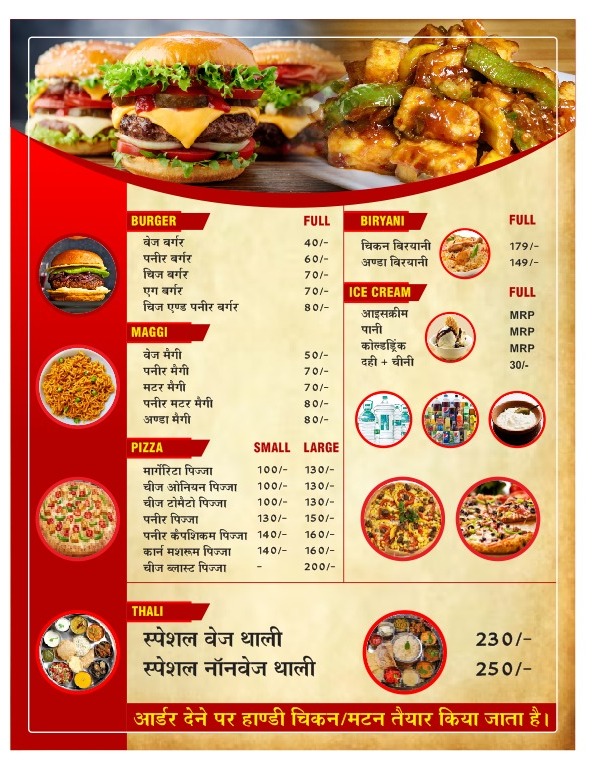 BURGER FULL
बेज बर्गर 40/-
पनीर बर्गर 60/-
चिज बर्गर 70/-
एग बर्गर 70/-
चिज एण्ड पनीर बर्गर 80/-
MAGGI
बेज मैगी 50/-
पनीर मैगी 70/-
मटर मैगी 70/-
पनीर मटर मैगी 80/-
अण्डा मैगी 80/-
PIZZA SMALL LARGE
मार्गेरिटा पिज्जा 100/- 130/-
चीज ओनियन पिज्जा 100/- 130/-
चीज टोमैटो पिज्जा 100/- 130/-
पनीर पिज्जा 130/- 150/-
पनीर कैपशिकम पिज्जा 140/- 160/-
कार्न मशरूम पिज्जा 140/- 160/-
चीज ब्लास्ट पिज्जा - 200/-
BIRYANI FULL
चिकन बिरयानी 179/-
अण्डा बिरयानी 149/-
ICE CREAM FULL
आइसक्रीम MRP
पानी MRP
कोल्डड्रिंक MRP
दही + चीनी 30/-
THALI
स्पेशल वेज थाली 230/-
स्पेशल नॉनवेज थाली 250/-
आर्डर देने पर हाण्डी चिकन/मटन तैयार किया जाता है।